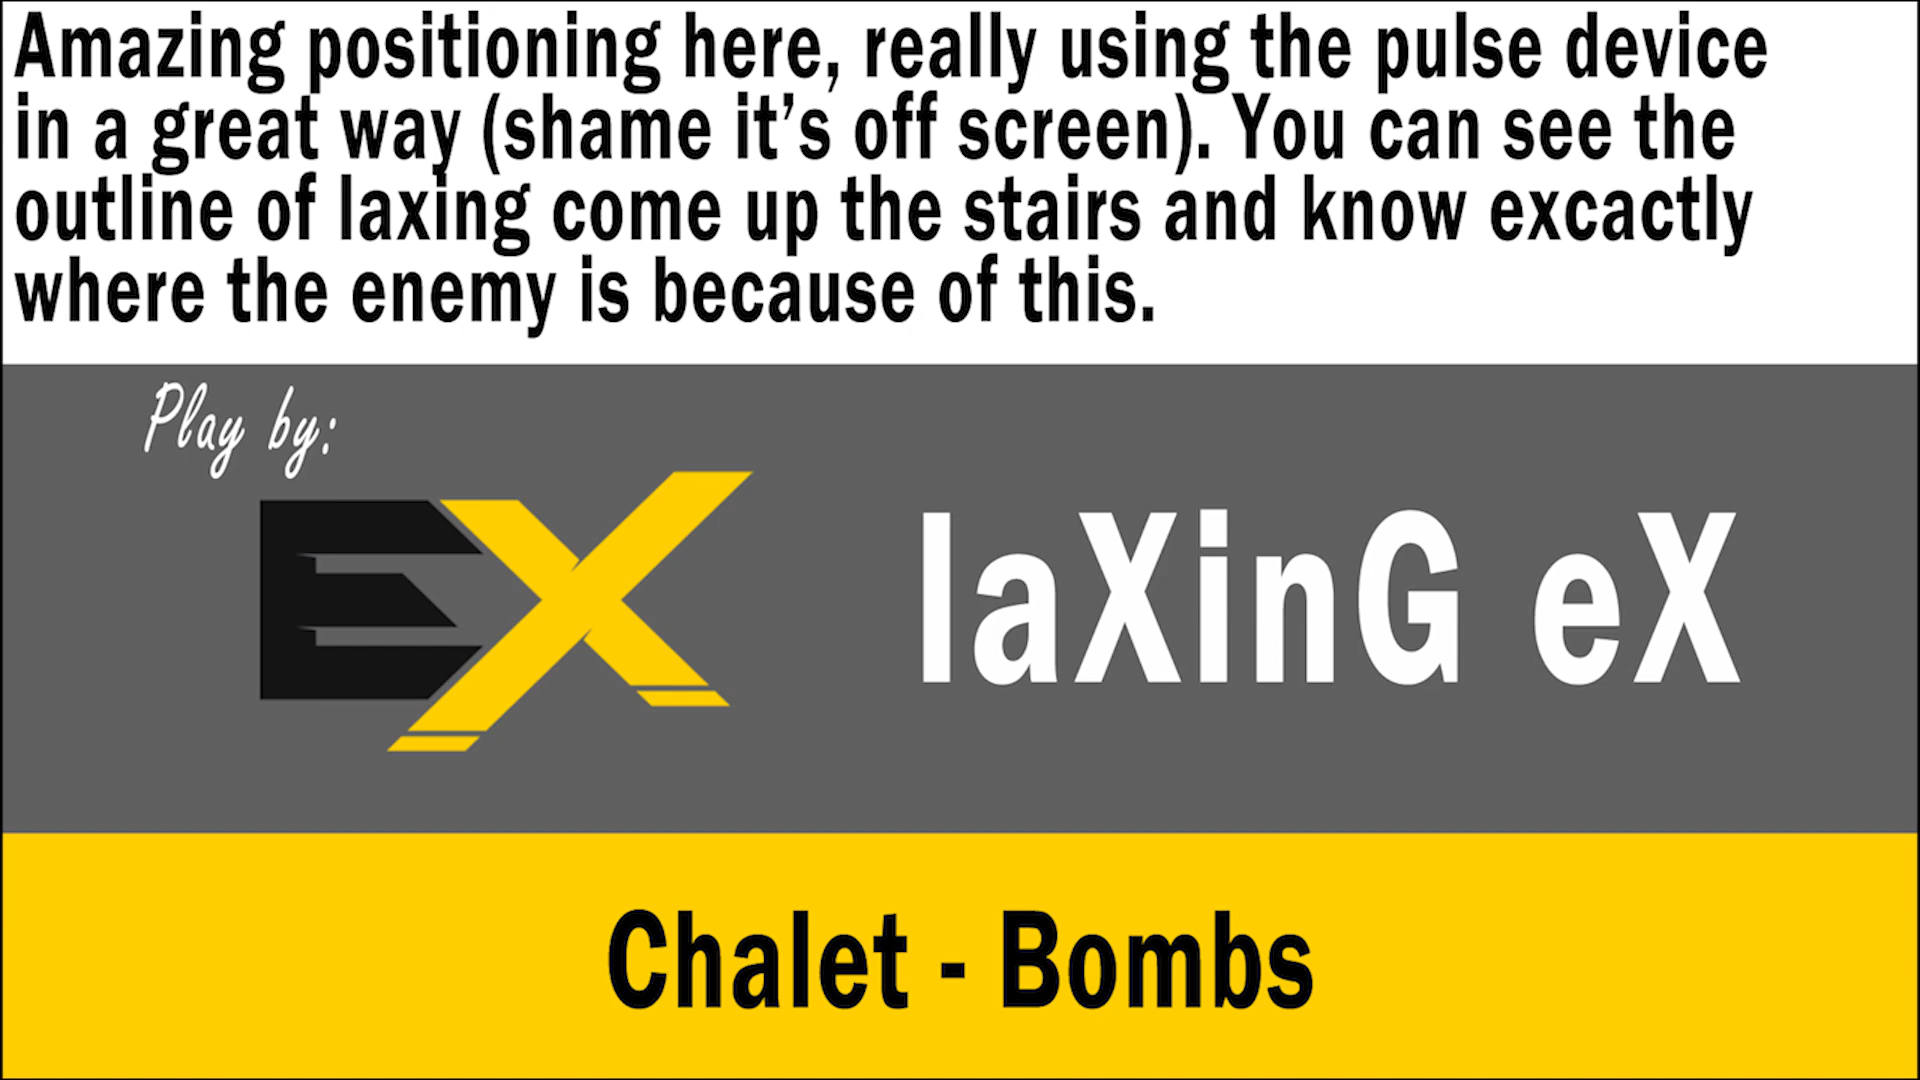 Amazing positioning here, really using the pulse device
in a great way (shame it’s off screen). You can see the
outline of laxing come up the stairs and know excactly
where the enemy is because of this.
Play by:
EX
laXinG eX
Chalet - Bombs